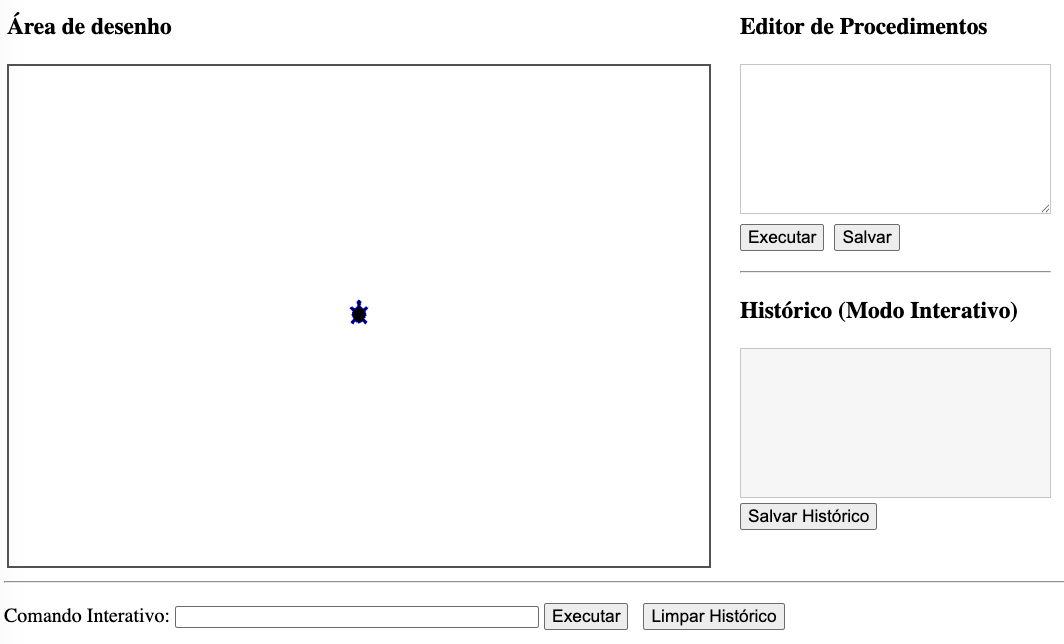 Área de desenho
Editor de Procedimentos
Executar Salvar
Histórico (Modo Interativo)
Salvar Histórico
Comando Interativo: Executar Limpar Histórico